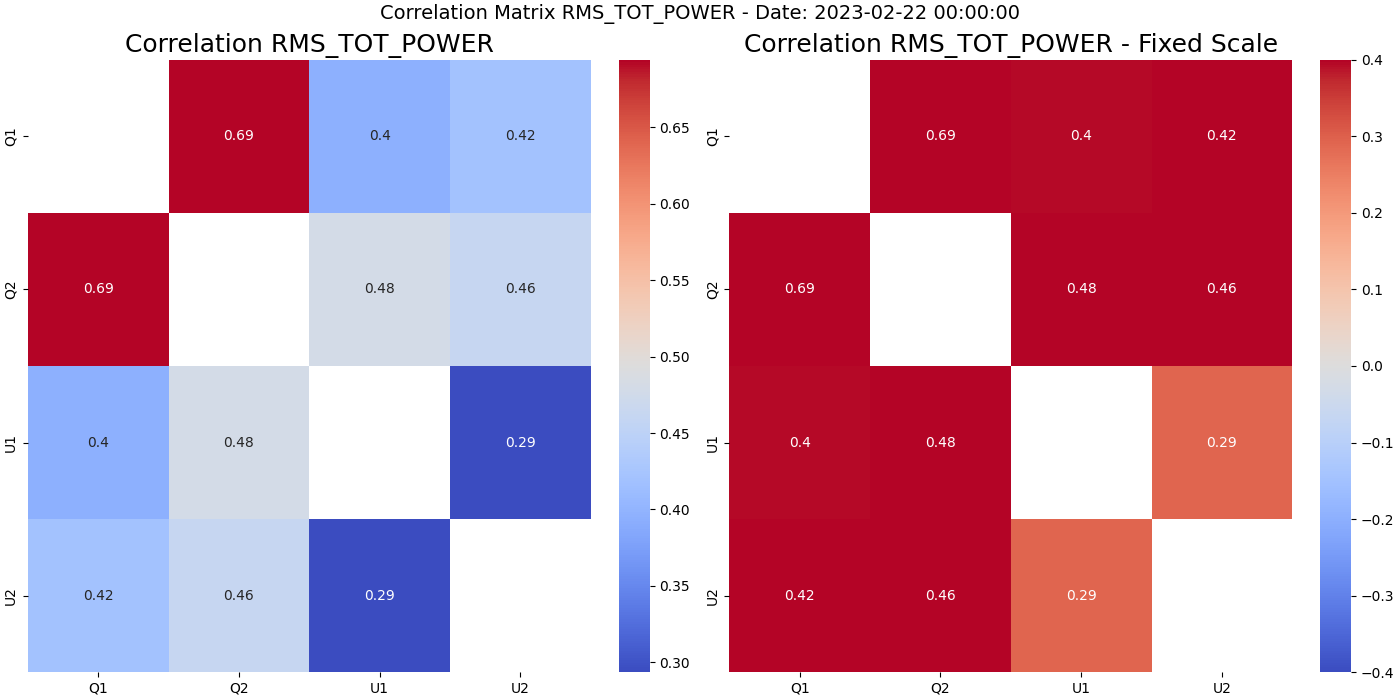 Correlation Matrix RMS_TOT_POWER - Date: 2023-02-22 00:00:00
Correlation RMS_TOT_POWER
Q1 0.69 0.4 0.42
Q2 0.69 0.48 0.46
U1 0.4 0.48 0.29
U2 0.42 0.46 0.29
Q1 Q2 U1 U2
0.65
0.60
0.55
0.50
0.45
0.40
0.35
0.30
Correlation RMS_TOT_POWER - Fixed Scale
Q1 0.69 0.4 0.42
Q2 0.69 0.48 0.46
U1 0.4 0.48 0.29
U2 0.42 0.46 0.29
Q1 Q2 U1 U2
0.4
0.3
0.2
0.1
0.0
−0.1
−0.2
−0.3
−0.4